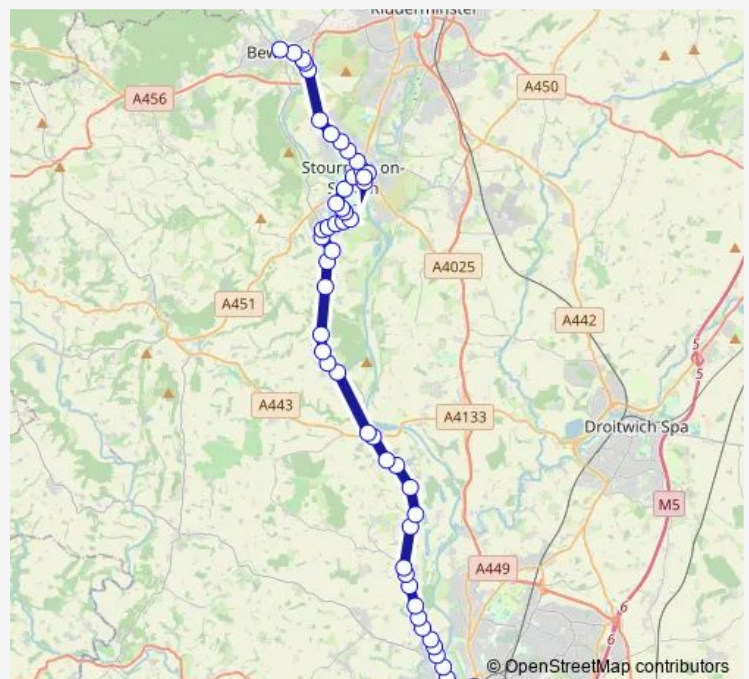 Kidderminster
A456
A450
A451
A4025
A442
5
5
A443
A4133
Droitwich Spa
M5
A449
6
6
© OpenStreetMap contributors